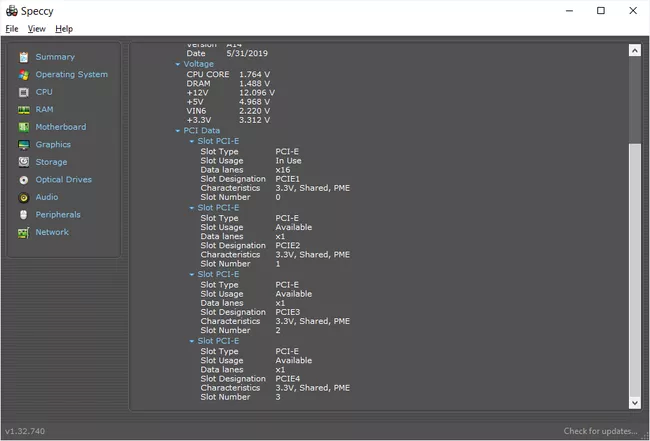 Speccy
File View Help
Summary
Operating System
CPU
RAM
Motherboard
Graphics
Storage
Optical Drives
Audio
Peripherals
Network
Version A14
Date 5/31/2019
Voltage
CPU CORE 1.764 V
DRAM 1.488 V
+12V 12.096 V
+5V 4.968 V
VIN6 2.220 V
+3.3V 3.312 V
PCI Data
Slot PCI-E
Slot Type PCI-E
Slot Usage In Use
Data lanes x16
Slot Designation PCIE1
Characteristics 3.3V, Shared, PME
Slot Number 0
Slot PCI-E
Slot Type PCI-E
Slot Usage Available
Data lanes x1
Slot Designation PCIE2
Characteristics 3.3V, Shared, PME
Slot Number 1
Slot PCI-E
Slot Type PCI-E
Slot Usage Available
Data lanes x1
Slot Designation PCIE3
Characteristics 3.3V, Shared, PME
Slot Number 2
Slot PCI-E
Slot Type PCI-E
Slot Usage Available
Data lanes x1
Slot Designation PCIE4
Characteristics 3.3V, Shared, PME
Slot Number 3
v1.32.740
Check for updates...